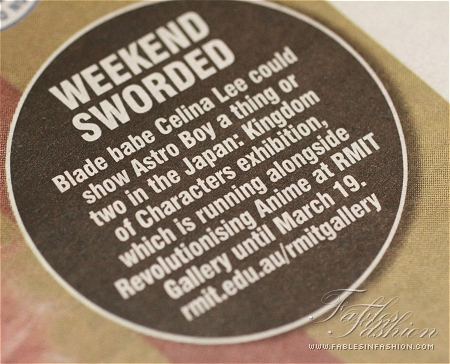 WEEKEND
SWORDED
Blade babe Celina Lee could
show Astro Boy a thing or
two in the Japan: Kingdom
of Characters exhibition,
which is running alongside
Revolutionising Anime at RMIT
Gallery until March 19.
rmit.edu.au/rmitgallery
Fables in Fashion
WWW.FABLESINFASHION.COM